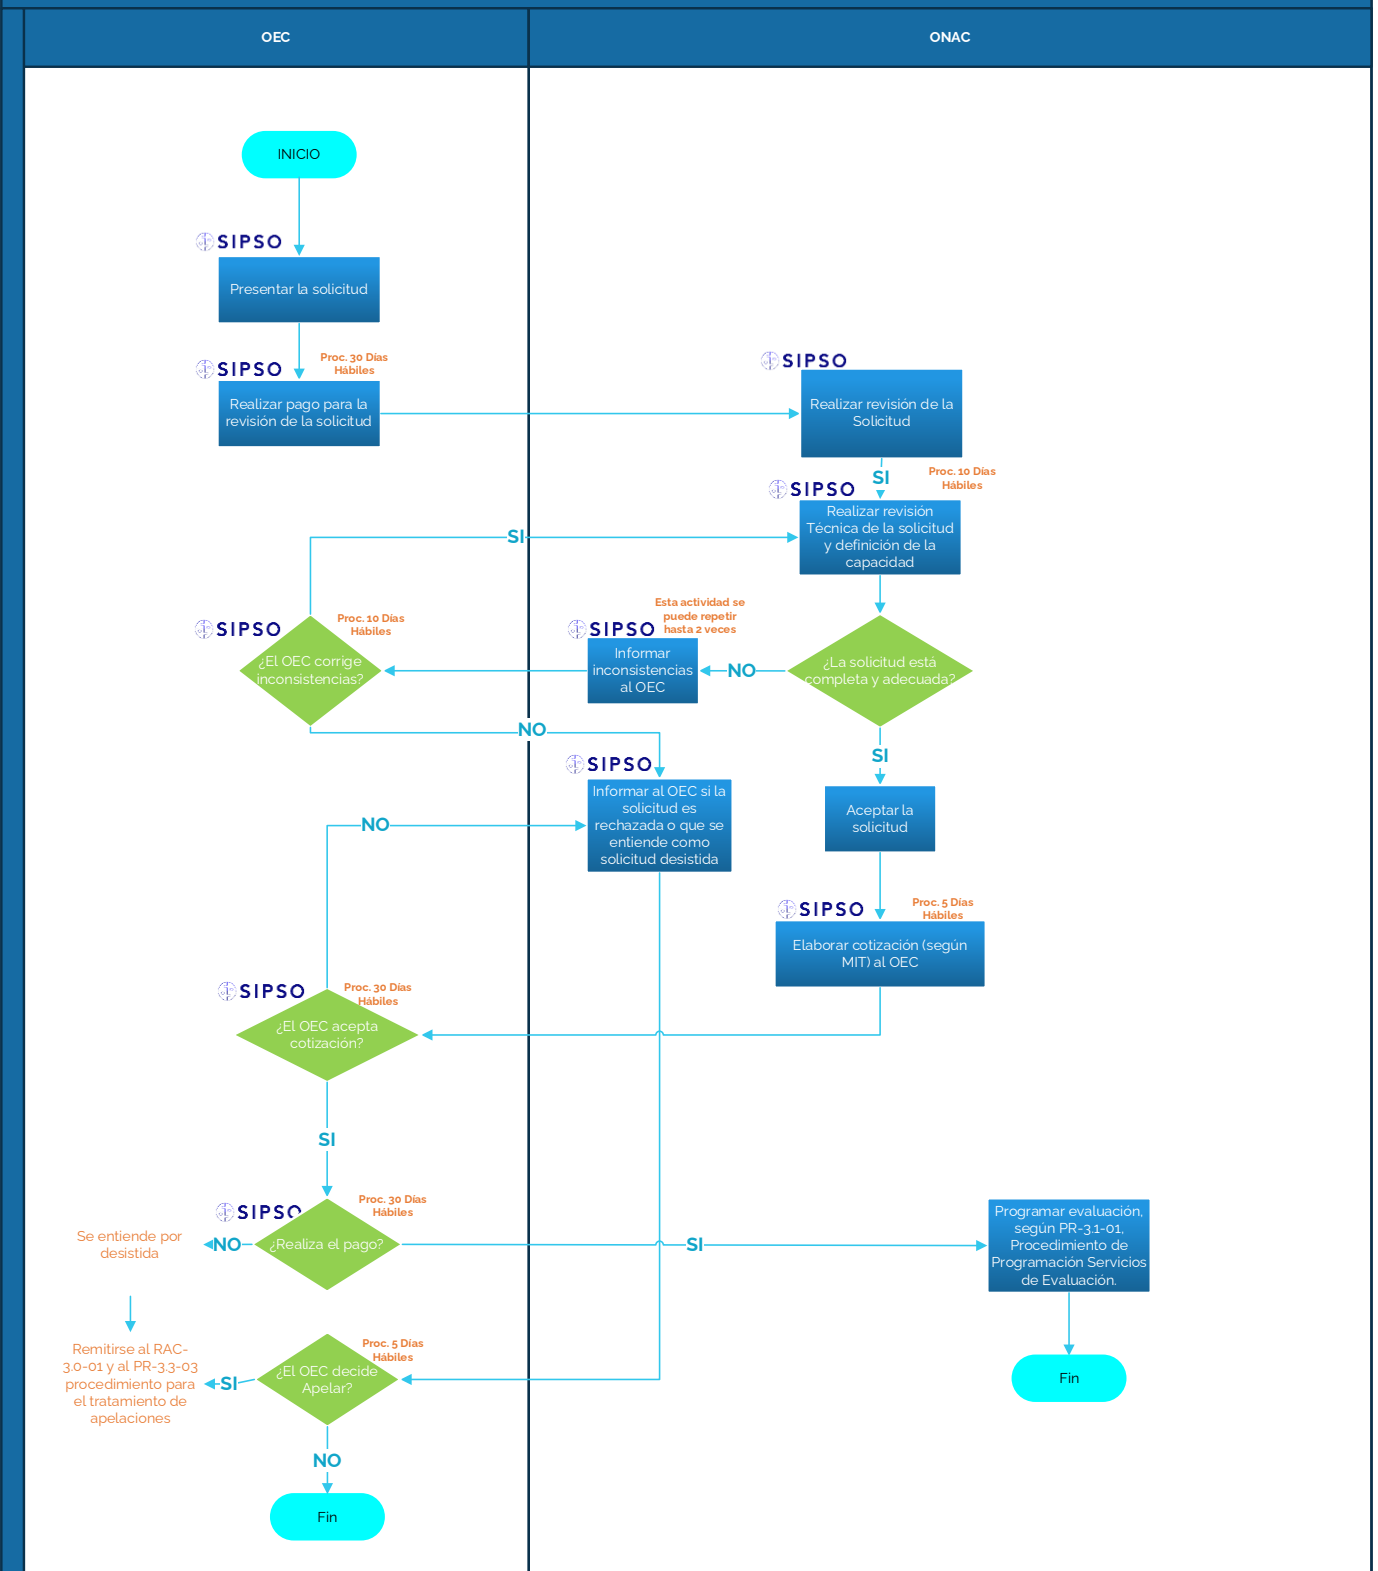 OEC
ONAC
INICIO
SIPSO
Presentar la solicitud
SIPSO
Proc. 30 Días
Hábiles
Realizar pago para la
revisión de la solicitud
SIPSO
Realizar revisión de la
Solicitud
SI
Proc. 10 Días
Hábiles
SIPSO
Realizar revisión
Técnica de la solicitud
y definición de la
capacidad
SI
Esta actividad se
puede repetir
hasta 2 veces
SIPSO
Proc. 10 Días
Hábiles
SIPSO
¿El OEC corrige
inconsistencias?
Informar
inconsistencias
al OEC
NO
¿La solicitud está
completa y adecuada?
NO
SI
SIPSO
Informar al OEC si la
solicitud es
rechazada o que se
entiende como
solicitud desistida
Aceptar la
solicitud
NO
SIPSO
Proc. 5 Días
Hábiles
Elaborar cotización (según
MIT) al OEC
SIPSO
Proc. 30 Días
Hábiles
¿El OEC acepta
cotización?
SI
SIPSO
Proc. 30 Días
Hábiles
Se entiende por
desistida
NO
¿Realiza el pago?
SI
Programar evaluación,
según PR-3.1-01,
Procedimiento de
Programación Servicios
de Evaluación.
Remitirse al RAC-
3.0-01 y al PR-3.3-03
procedimiento para
el tratamiento de
apelaciones
SI
Proc. 5 Días
Hábiles
¿El OEC decide
Apelar?
Fin
NO
Fin